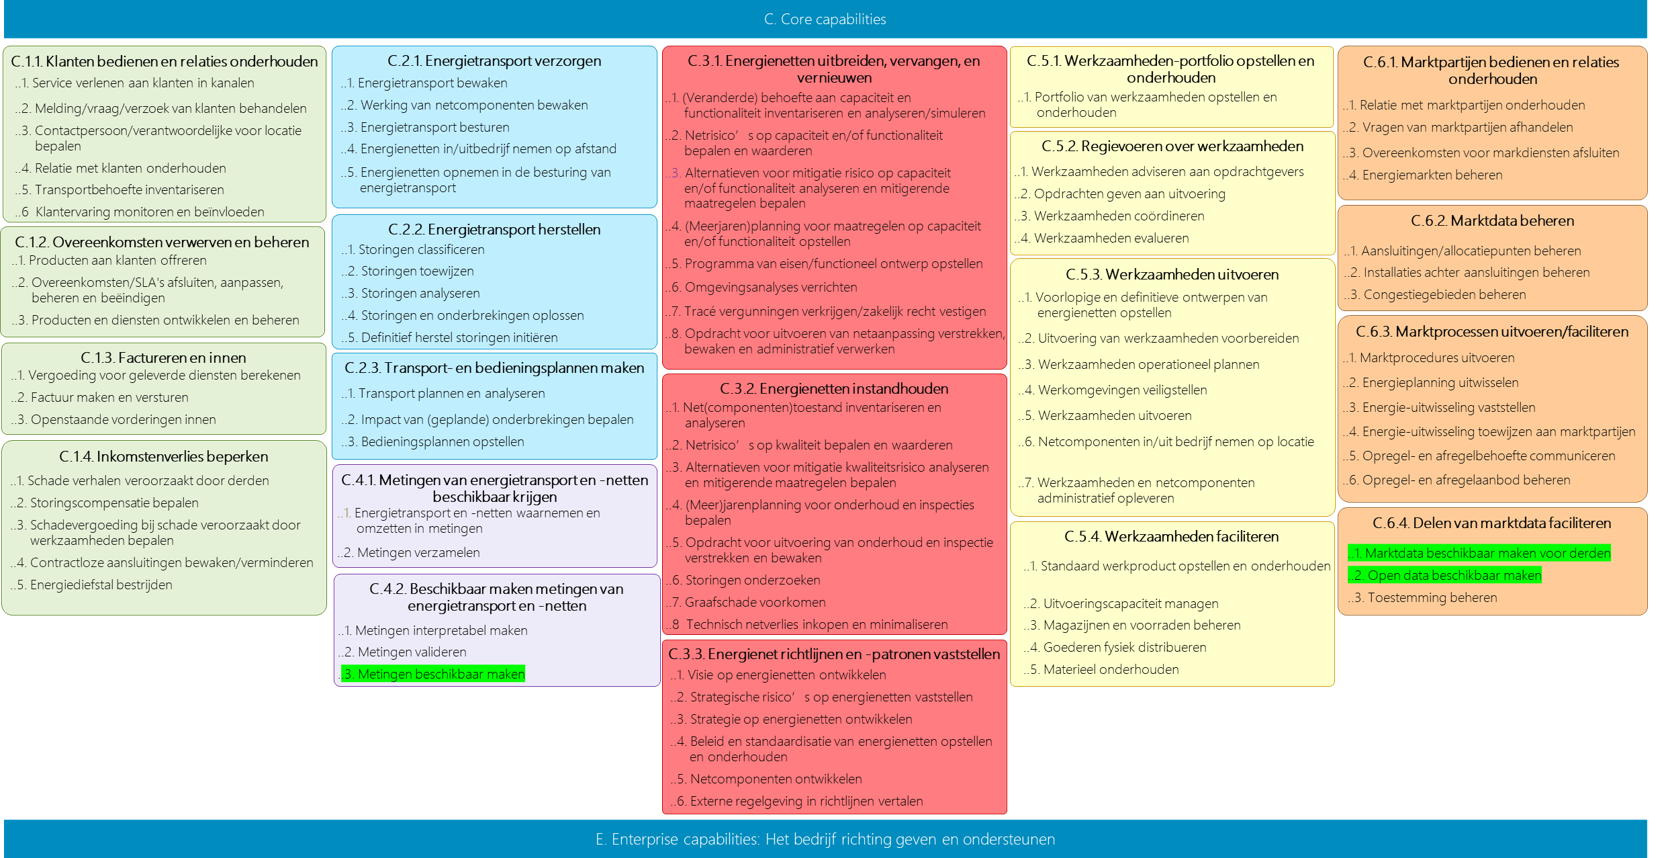 C. Core capabilities
C.1.1. Klanten bedienen en relaties onderhouden
..1. Service verlenen aan klanten in kanalen
..2. Melding/vraag/verzoek van klanten behandelen
..3. Contactpersoon/verantwoordelijke voor locatie
bepalen
..4. Relatie met klanten onderhouden
..5. Transportbehoefte inventariseren
..6 Klantervaring monitoren en beïnvloeden
C.1.2. Overeenkomsten verwerven en beheren
..1. Producten aan klanten offreren
..2. Overeenkomsten/SLA's afsluiten, aanpassen,
beheren en beëindigen
..3. Producten en diensten ontwikkelen en beheren
C.1.3. Factureren en innen
..1. Vergoeding voor geleverde diensten berekenen
..2. Factuur maken en versturen
..3. Openstaande vorderingen innen
C.1.4. Inkomstenverlies beperken
..1. Schade verhalen veroorzaakt door derden
..2. Storingscompensatie bepalen
..3. Schadevergoeding bij schade veroorzaakt door
werkzaamheden bepalen
..4. Contractloze aansluitingen bewaken/verminderen
..5. Energiediefstal bestrijden
C.2.1. Energietransport verzorgen
..1. Energietransport bewaken
..2. Werking van netcomponenten bewaken
..3. Energietransport besturen
..4. Energienetten in/uitbedrijf nemen op afstand
..5. Energienetten opnemen in de besturing van
energietransport
C.2.2. Energietransport herstellen
..1. Storingen classificeren
..2. Storingen toewijzen
..3. Storingen analyseren
..4. Storingen en onderbrekingen oplossen
..5. Definitief herstel storingen initiëren
C.2.3. Transport- en bedieningsplannen maken
..1. Transport plannen en analyseren
..2. Impact van (geplande) onderbrekingen bepalen
..3. Bedieningsplannen opstellen
C.4.1. Metingen van energietransport en -netten
beschikbaar krijgen
..1. Energietransport en -netten waarnemen en
omzetten in metingen
..2. Metingen verzamelen
C.4.2. Beschikbaar maken metingen van
energietransport en -netten
..1. Metingen interpretabel maken
..2. Metingen valideren
..3. Metingen beschikbaar maken
C.3.1. Energienetten uitbreiden, vervangen, en
vernieuwen
..1. (Veranderde) behoefte aan capaciteit en
functionaliteit inventariseren en analyseren/simuleren
..2. Netrisico's op capaciteit en/of functionaliteit
bepalen en waarderen
..3. Alternatieven voor mitigatie risico op capaciteit
en/of functionaliteit analyseren en mitigerende
maatregelen bepalen
..4. (Meerjaren)planning voor maatregelen op capaciteit
en/of functionaliteit opstellen
..5. Programma van eisen/functioneel ontwerp opstellen
..6. Omgevingsanalyses verrichten
..7. Tracé vergunningen verkrijgen/zakelijk recht vestigen
..8. Opdracht voor uitvoeren van netaanpassing verstrekken,
bewaken en administratief verwerken
C.3.2. Energienetten instandhouden
..1. Net(componenten)toestand inventariseren en
analyseren
..2. Netrisico's op kwaliteit bepalen en waarderen
..3. Alternatieven voor mitigatie kwaliteitsrisico analyseren
en mitigerende maatregelen bepalen
..4. (Meer)jarenplanning voor onderhoud en inspecties
bepalen
..5. Opdracht voor uitvoering van onderhoud en inspectie
verstrekken en bewaken
..6. Storingen onderzoeken
..7. Graafschade voorkomen
..8 Technisch netverlies inkopen en minimaliseren
C.3.3. Energienet richtlijnen en -patronen vaststellen
..1. Visie op energienetten ontwikkelen
..2. Strategische risico's op energienetten vaststellen
..3. Strategie op energienetten ontwikkelen
..4. Beleid en standaardisatie van energienetten opstellen
en onderhouden
..5. Netcomponenten ontwikkelen
..6. Externe regelgeving in richtlijnen vertalen
C.5.1. Werkzaamheden-portfolio opstellen en
onderhouden
..1. Portfolio van werkzaamheden opstellen en
onderhouden
C.5.2. Regievoeren over werkzaamheden
..1. Werkzaamheden adviseren aan opdrachtgevers
..2. Opdrachten geven aan uitvoering
..3. Werkzaamheden coördineren
..4. Werkzaamheden evalueren
C.5.3. Werkzaamheden uitvoeren
..1. Voorlopige en definitieve ontwerpen van
energienetten opstellen
..2. Uitvoering van werkzaamheden voorbereiden
..3. Werkzaamheden operationeel plannen
..4. Werkomgevingen veiligstellen
..5. Werkzaamheden uitvoeren
..6. Netcomponenten in/uit bedrijf nemen op locatie
..7. Werkzaamheden en netcomponenten
administratief opleveren
C.5.4. Werkzaamheden faciliteren
..1. Standaard werkproduct opstellen en onderhouden
..2. Uitvoeringscapaciteit managen
..3. Magazijnen en voorraden beheren
..4. Goederen fysiek distribueren
..5. Materieel onderhouden
C.6.1. Marktpartijen bedienen en relaties
onderhouden
..1. Relatie met marktpartijen onderhouden
..2. Vragen van marktpartijen afhandelen
..3. Overeenkomsten voor markdiensten afsluiten
..4. Energiemarkten beheren
C.6.2. Marktdata beheren
..1. Aansluitingen/allocatiepunten beheren
..2. Installaties achter aansluitingen beheren
..3. Congestiegebieden beheren
C.6.3. Marktprocessen uitvoeren/faciliteren
..1. Marktprocedures uitvoeren
..2. Energieplanning uitwisselen
..3. Energie-uitwisseling vaststellen
..4. Energie-uitwisseling toewijzen aan marktpartijen
..5. Opregel- en afregelbehoefte communiceren
..6. Opregel- en afregelaanbod beheren
C.6.4. Delen van marktdata faciliteren
..1. Marktdata beschikbaar maken voor derden
..2. Open data beschikbaar maken
..3. Toestemming beheren
E. Enterprise capabilities: Het bedrijf richting geven en ondersteunen